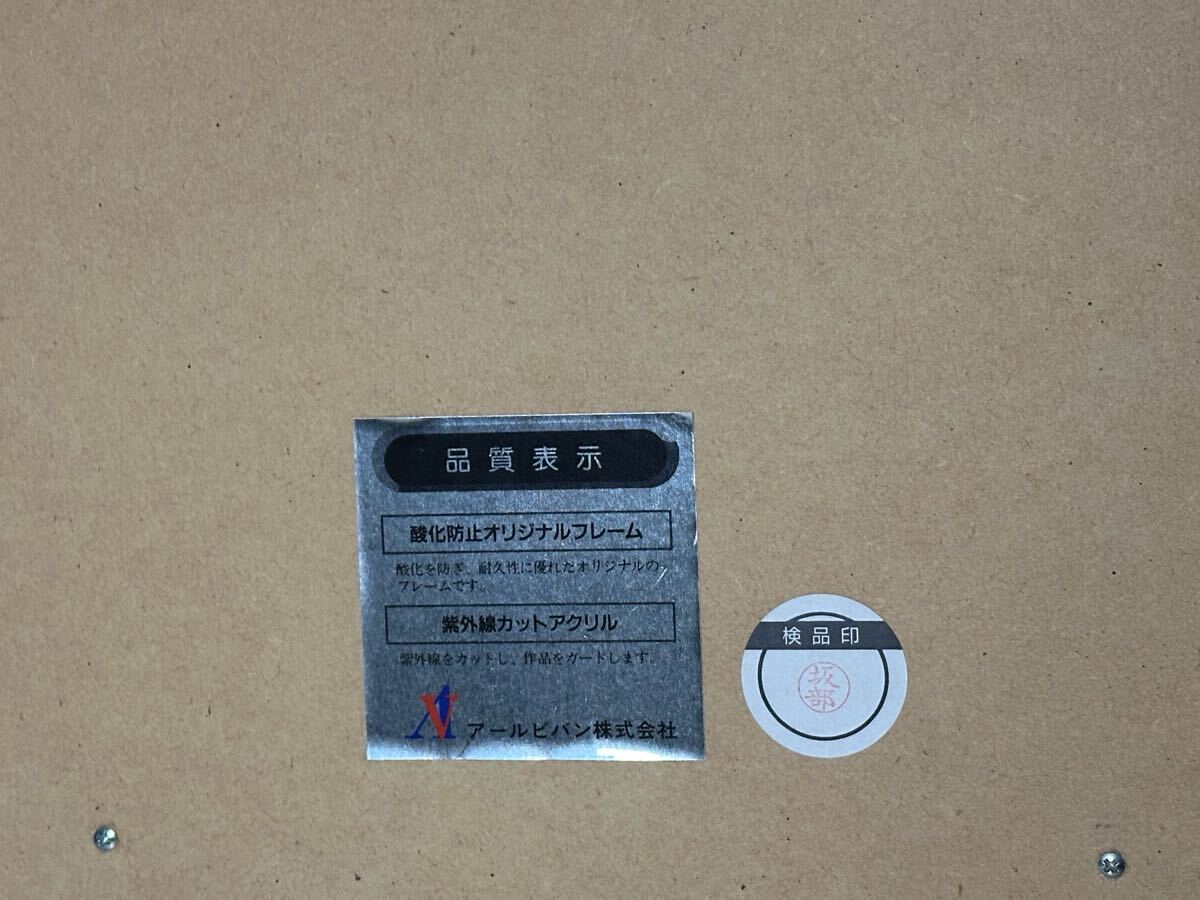 品質表示
酸化防止オリジナルフレーム
酸化を防ぎ、耐久性に優れたオリジナルの
フレームです。
紫外線カットアクリル
紫外線をカットし、作品をガードします。
アールビバン株式会社
検品印
坂部